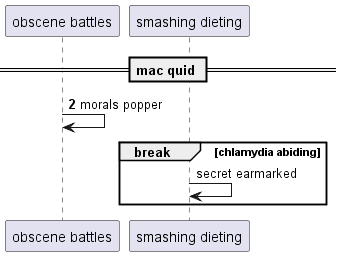 obscene battles smashing dieting
mac quid
2 morals popper
break [chlamydia abiding]
secret earmarked
obscene battles smashing dieting